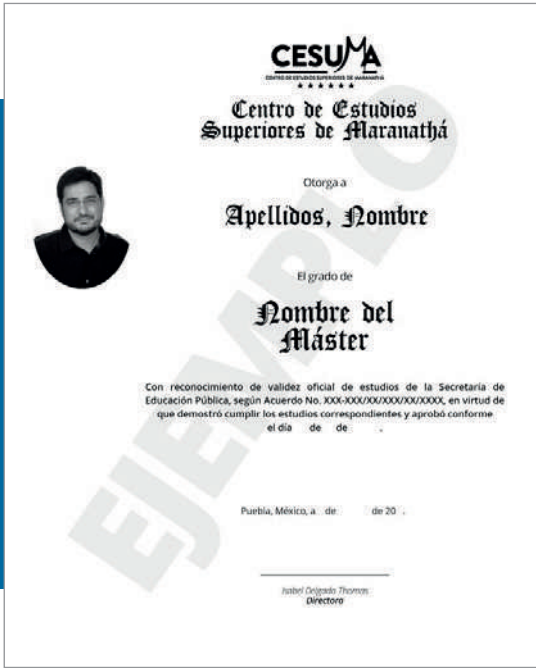 CESUMA
CENTRO DE ESTUDIOS SUPERIORES DE MARANATHÁ
Centro de Estudios
Superiores de Maranathá
Otorga a
Apellidos, Nombre
El grado de
Nombre del
Máster
Con reconocimiento de validez oficial de estudios de la Secretaría de
Educación Pública, según Acuerdo No. XXX-XXX/XX/XXX/XX/XXXX, en virtud de
que demostró cumplir los estudios correspondientes y aprobó conforme
el día de de .
EJEMPLO
Puebla, México, a de de 20 .
Isabel Delgado Thomas
Directora